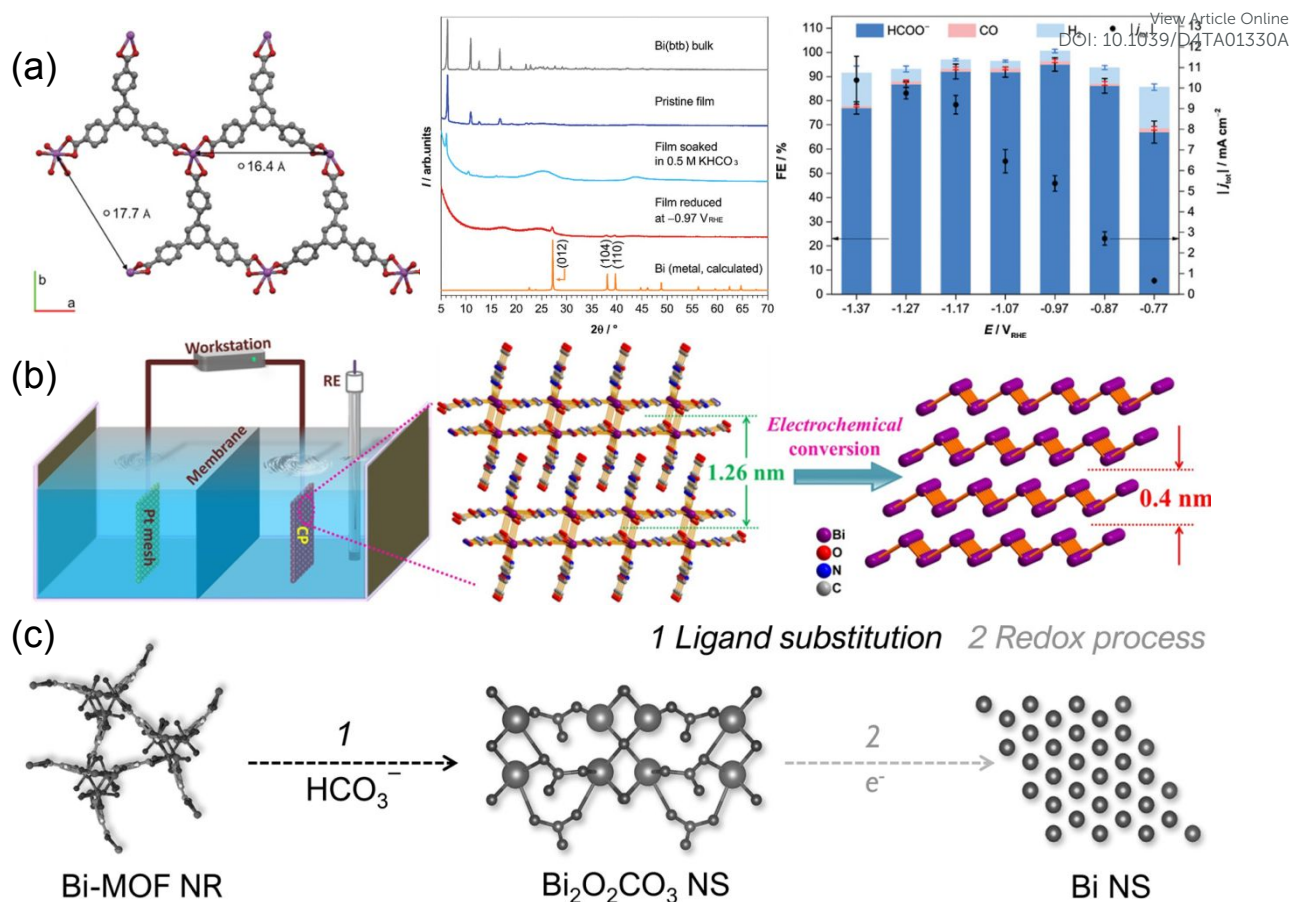 View Article Online
DOI: 10.1039/D4TA01330A
(a)
16.4 Å
17.7 Å
b
a
I / arb.units
Bi(btb) bulk
Pristine film
Film soaked
in 0.5 M KHCO₃
Film reduced
at −0.97 VRHE
(012)
(104)
(110)
Bi (metal, calculated)
5 10 15 20 25 30 35 40 45 50 55 60 65 70
2θ / °
HCOO⁻ CO H₂ |jtot|
FE / %
100
90
80
70
60
50
40
30
20
10
0
13
12
11
10
9
8
7
6
5
4
3
2
1
0
|jtot| / mA cm⁻²
-1.37 -1.27 -1.17 -1.07 -0.97 -0.87 -0.77
E / VRHE
(b)
Workstation
RE
Membrane
Pt mesh
CP
1.26 nm
Electrochemical
conversion
0.4 nm
Bi
O
N
C
(c)
1 Ligand substitution 2 Redox process
1
HCO₃⁻
2
e⁻
Bi-MOF NR
Bi₂O₂CO₃ NS
Bi NS